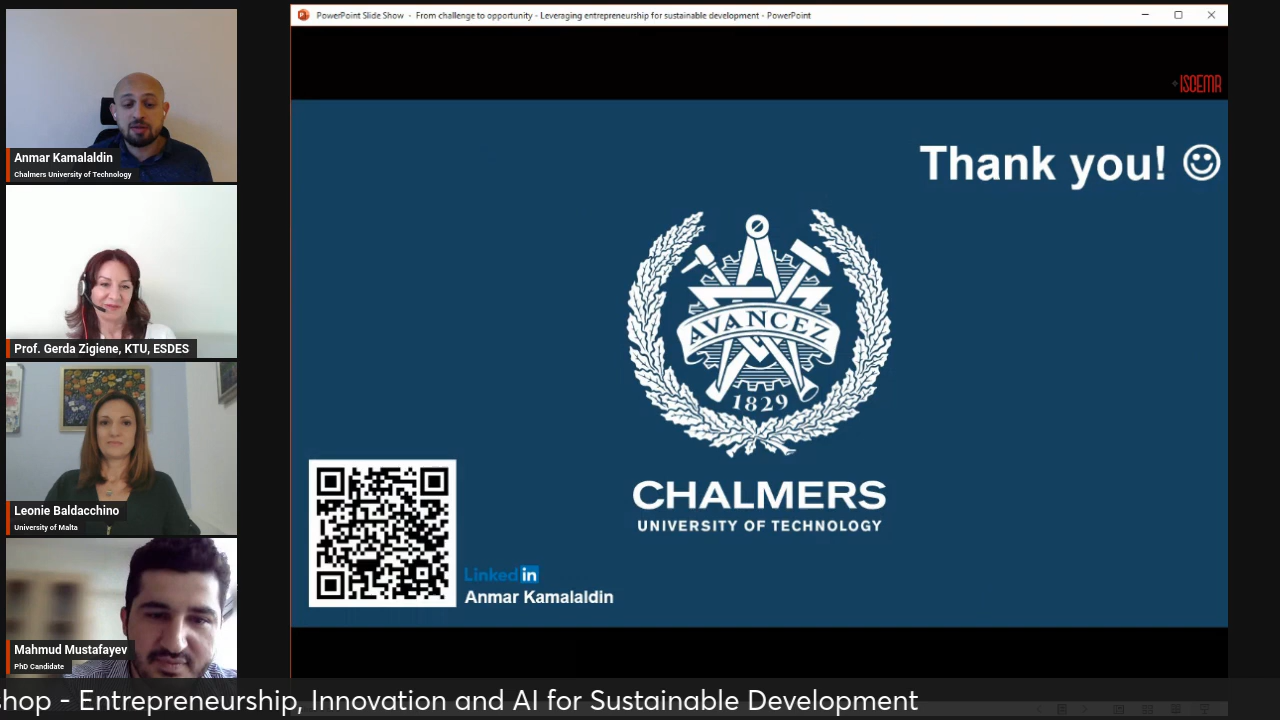 PowerPoint Slide Show - From challenge to opportunity - Leveraging entrepreneurship for sustainable development - PowerPoint
ISCEMA
Thank you! ☺
AVANCEZ
1829
CHALMERS
UNIVERSITY OF TECHNOLOGY
Linkedin
Anmar Kamalaldin
Anmar Kamalaldin
Chalmers University of Technology
Prof. Gerda Zigiene, KTU, ESDES
Leonie Baldacchino
University of Malta
Mahmud Mustafayev
PhD Candidate
shop - Entrepreneurship, Innovation and AI for Sustainable Development